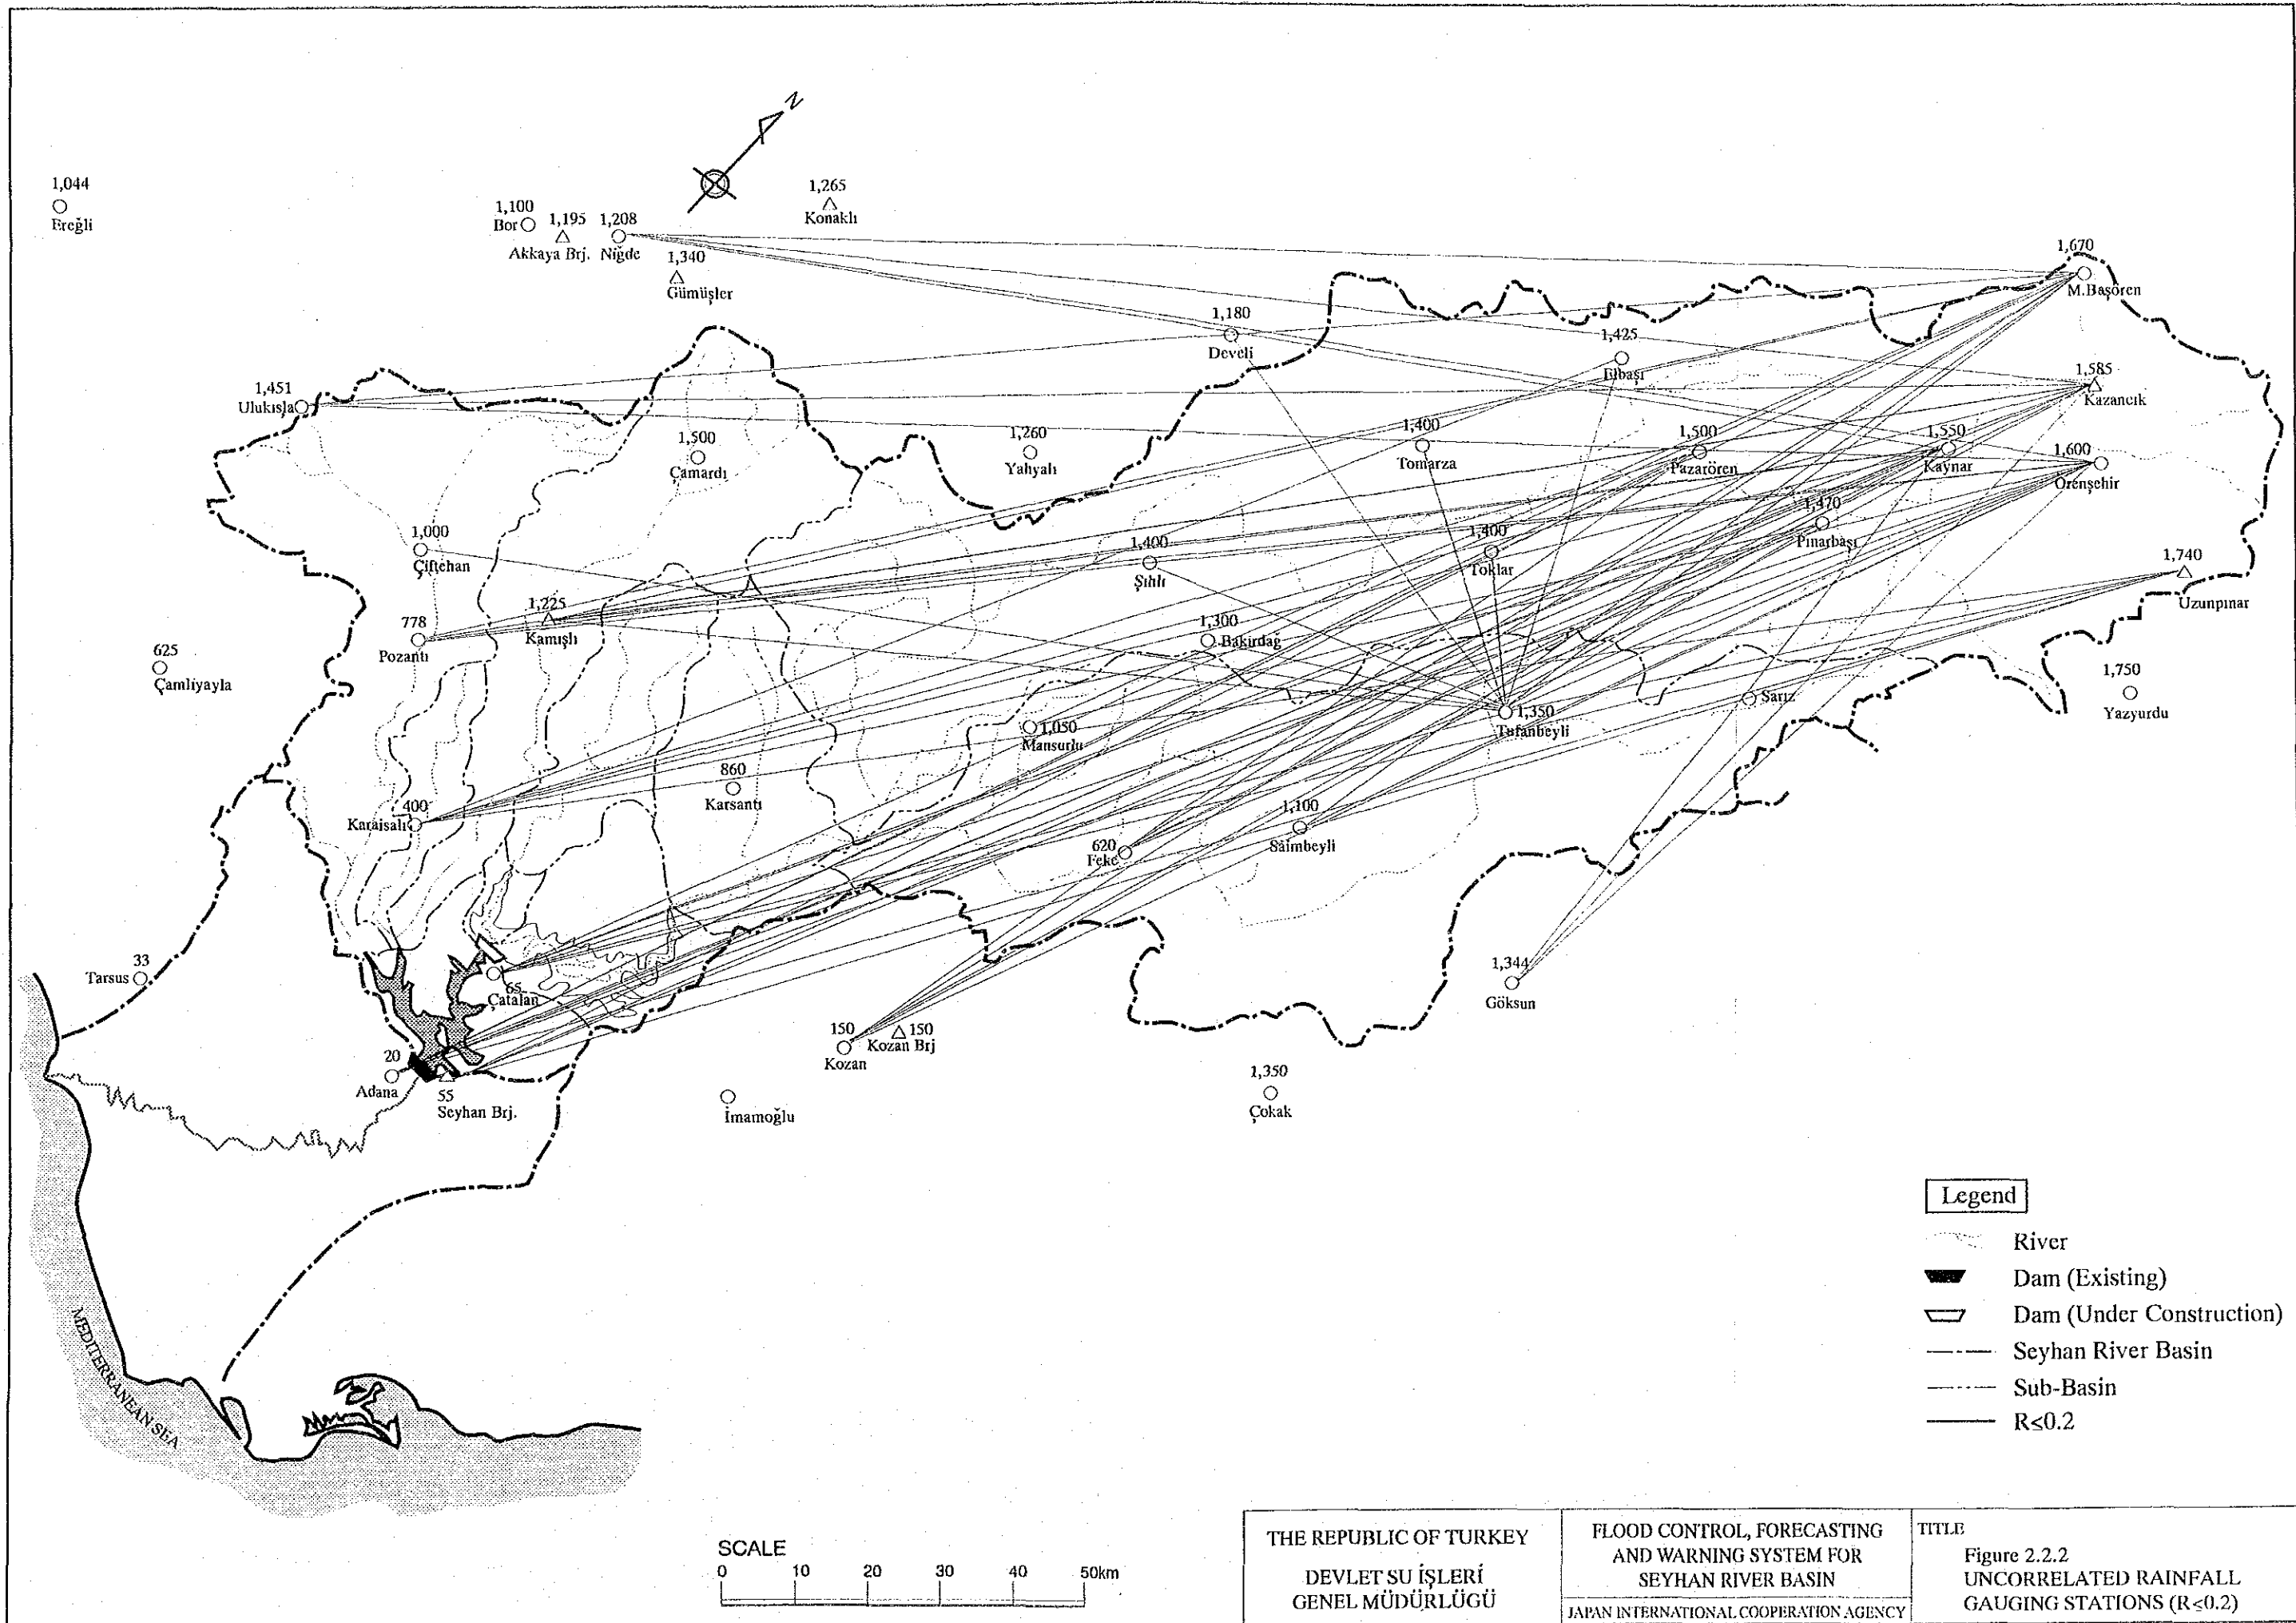 N
1,044
Ereğli
1,100
Bor
1,195
Akkaya Brj.
1,208
Niğde
1,265
Konaklı
1,340
Gümüşler
1,670
M.Başören
1,180
Develi
1,425
Elbaşı
1,585
Kazancık
1,451
Ulukışla
1,500
Çamardı
1,260
Yahyalı
1,400
Tomarza
1,500
Pazarören
1,550
Kaynar
1,600
Örenşehir
1,470
Pınarbaşı
1,000
Çiftehan
1,400
Şıhlı
1,400
Toklar
1,740
Uzunpınar
778
Pozantı
1,225
Kamışlı
1,300
Bakırdağ
625
Çamlıyayla
1,750
Yazyurdu
Sarız
1,350
Tufanbeyli
1,050
Mansurlu
860
Karsantı
400
Karaisalı
1,100
Saimbeyli
620
Feke
33
Tarsus
65
Çatalan
1,344
Göksun
150
Kozan
150
Kozan Brj
20
Adana
55
Seyhan Brj.
İmamoğlu
1,350
Çokak
MEDITERRANEAN SEA
Legend
River
Dam (Existing)
Dam (Under Construction)
Seyhan River Basin
Sub-Basin
R≤0.2
SCALE
0 10 20 30 40 50km
THE REPUBLIC OF TURKEY
DEVLET SU İŞLERİ
GENEL MÜDÜRLÜGÜ
FLOOD CONTROL, FORECASTING
AND WARNING SYSTEM FOR
SEYHAN RIVER BASIN
JAPAN INTERNATIONAL COOPERATION AGENCY
TITLE
Figure 2.2.2
UNCORRELATED RAINFALL
GAUGING STATIONS (R≤0.2)